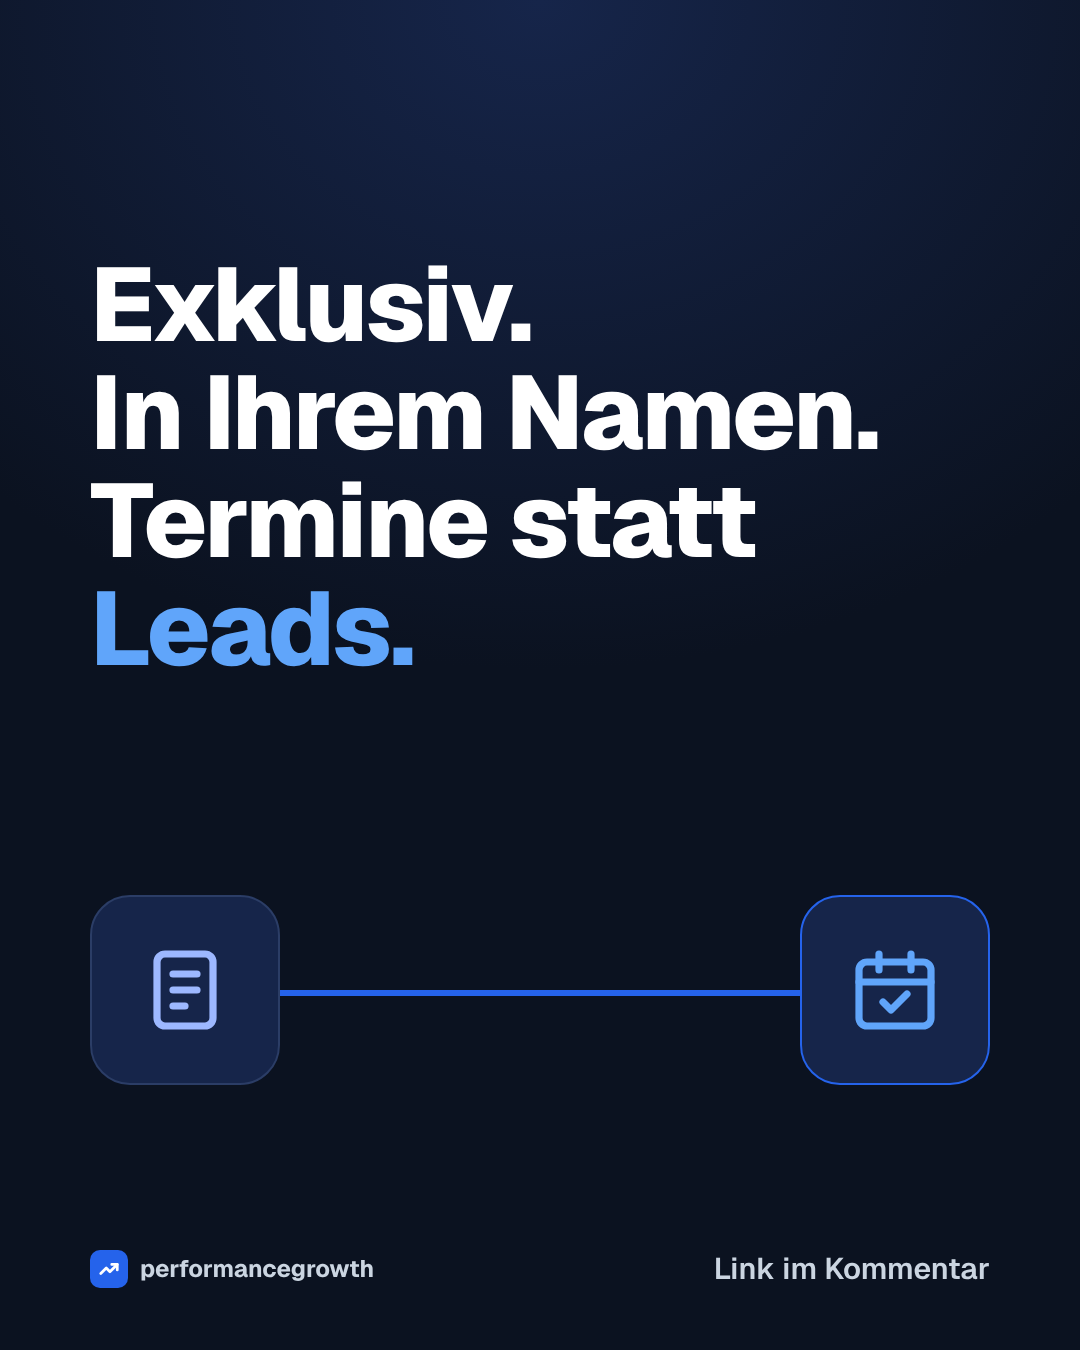 Exklusiv.
In Ihrem Namen.
Termine statt
Leads.
performancegrowth
Link im Kommentar